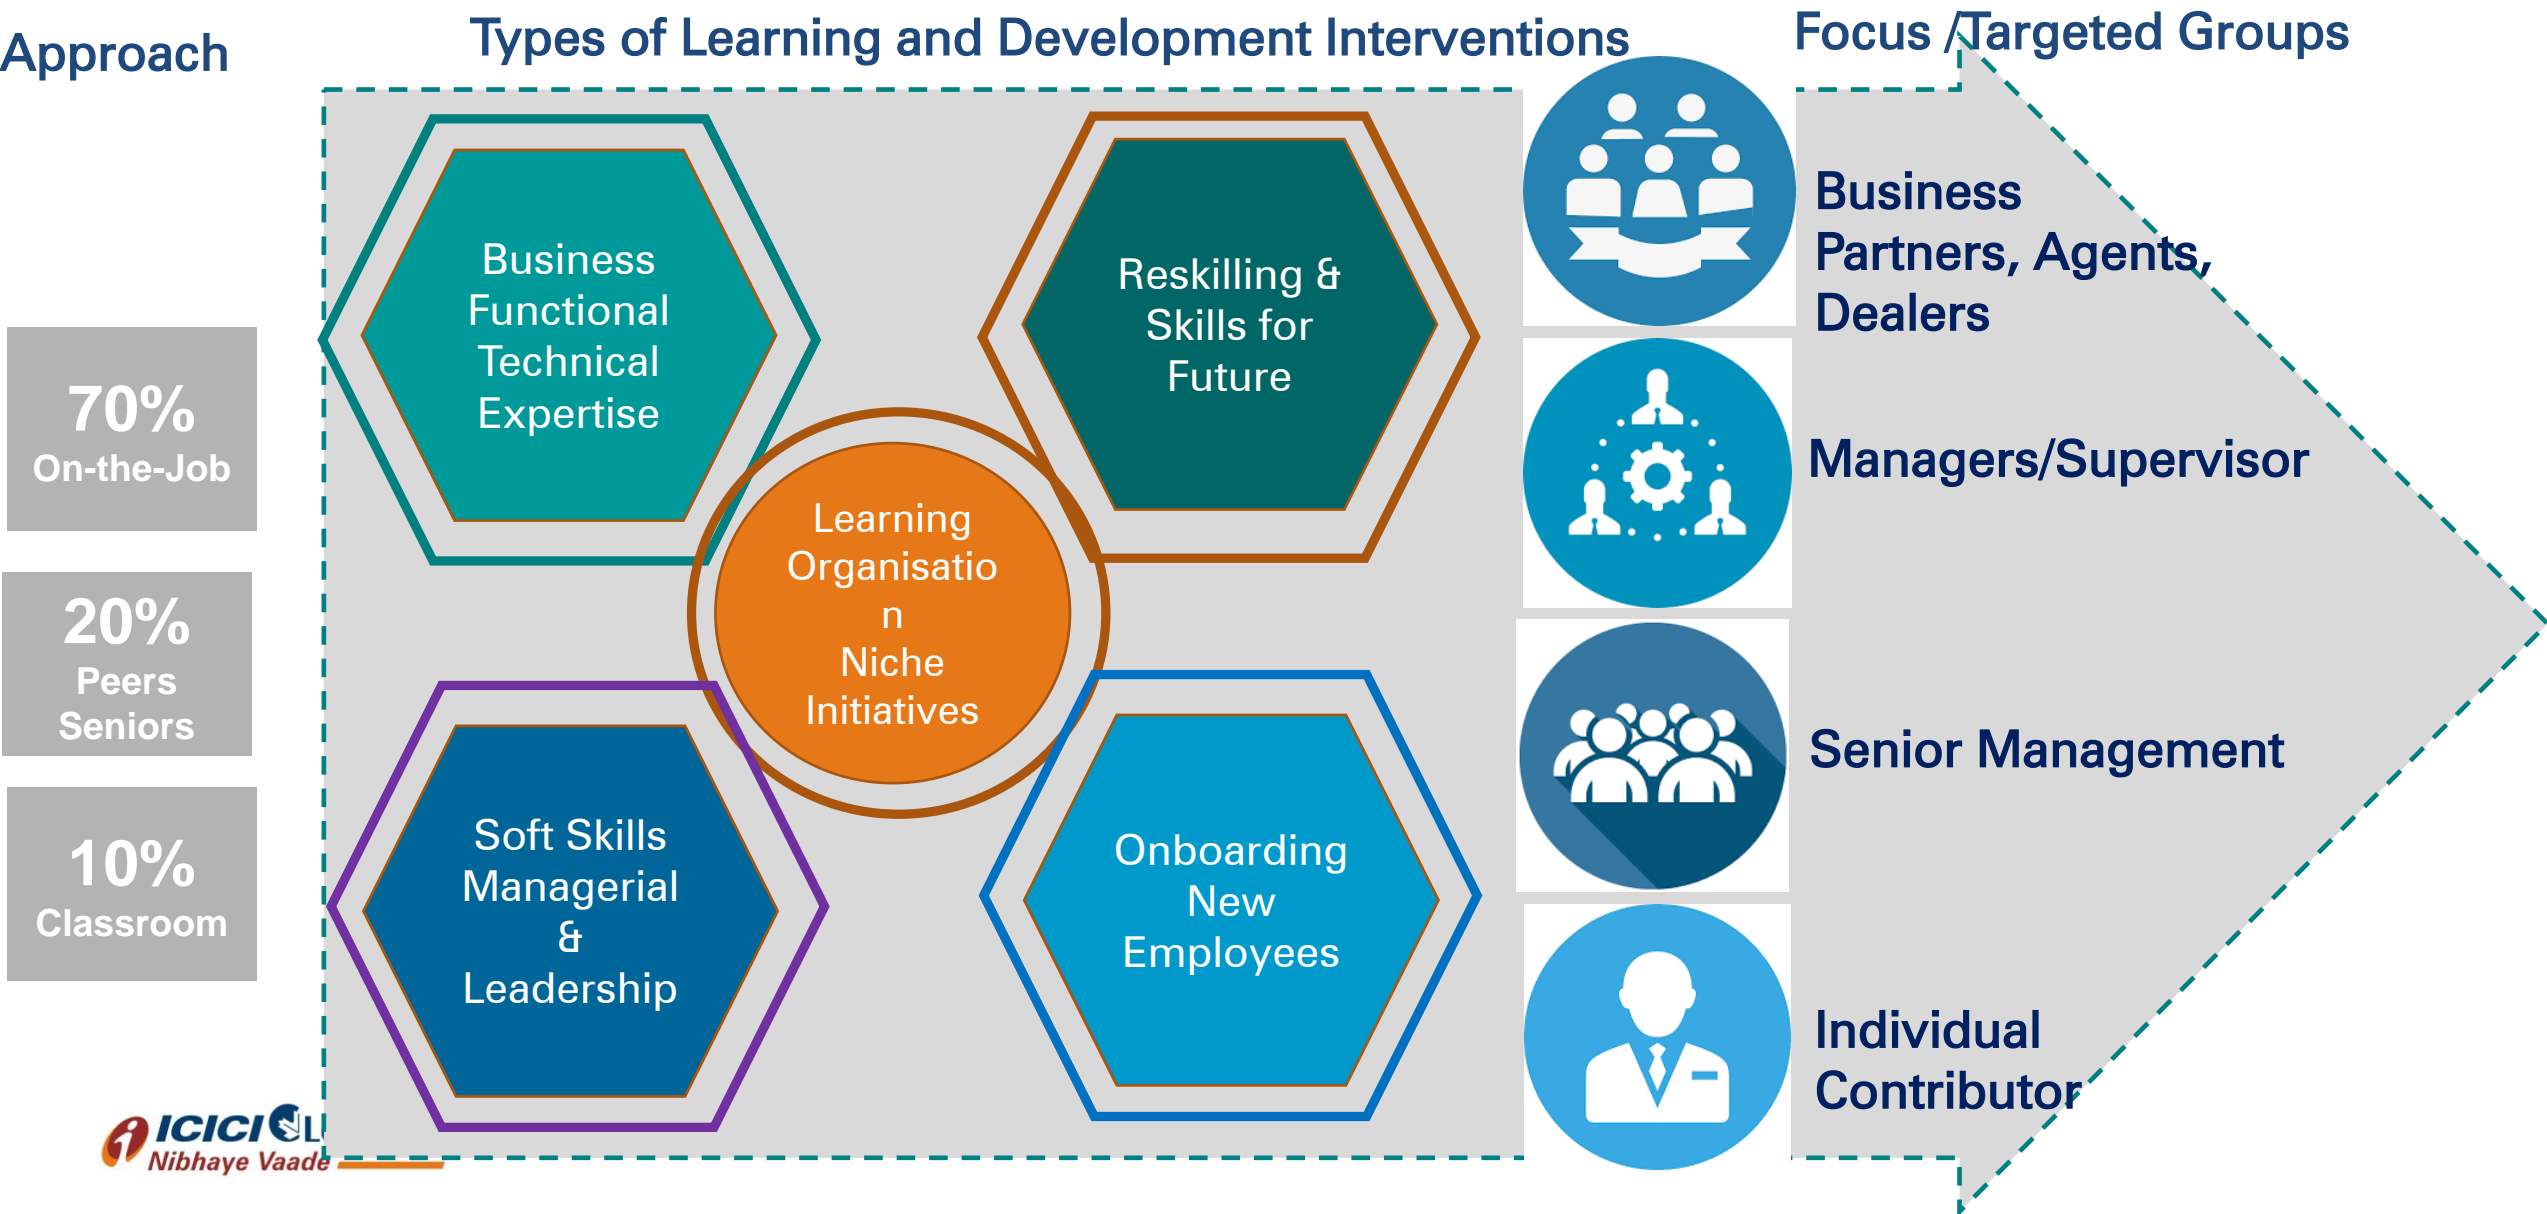 Approach
Types of Learning and Development Interventions
Focus /Targeted Groups
70%
On-the-Job
20%
Peers
Seniors
10%
Classroom
Business
Functional
Technical
Expertise
Reskilling &
Skills for
Future
Learning
Organisatio
n
Niche
Initiatives
Soft Skills
Managerial
&
Leadership
Onboarding
New
Employees
Business
Partners, Agents,
Dealers
Managers/Supervisor
Senior Management
Individual
Contributor
ICICI
Nibhaye Vaade